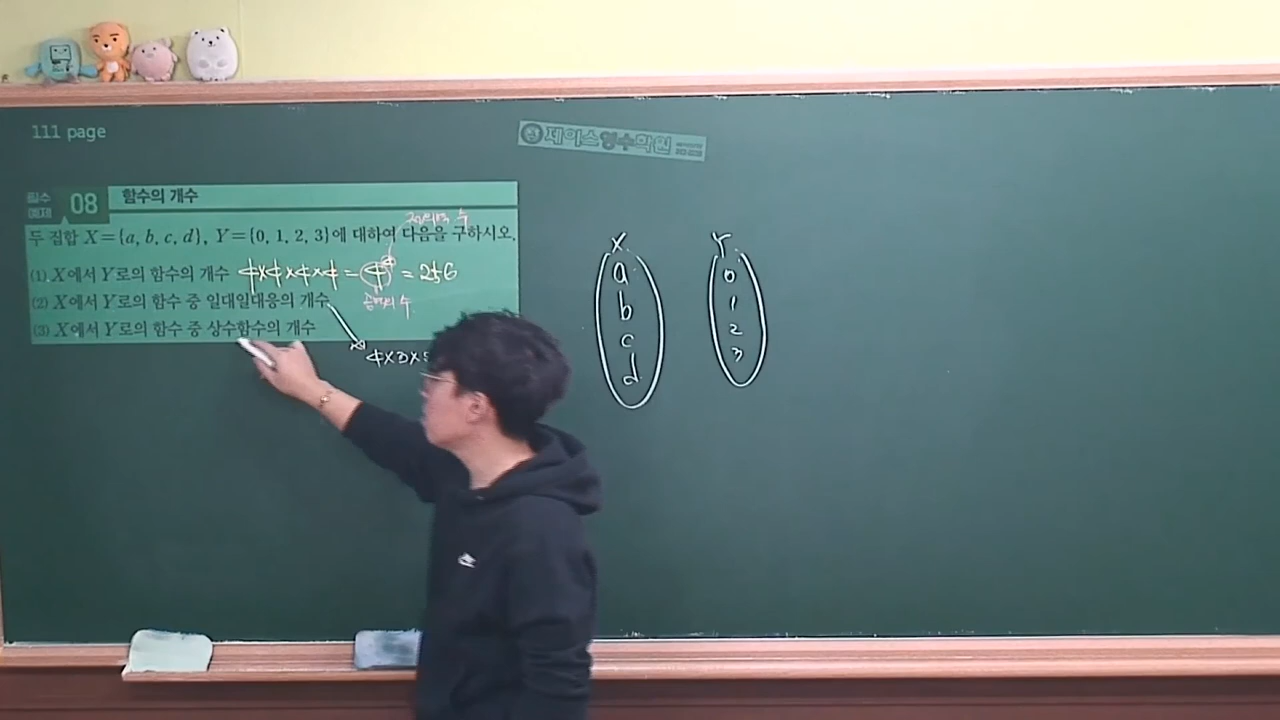 111 page
제이스영수학원
필수 예제 08 함수의 개수
정의역 수
두 집합 X={a, b, c, d}, Y={0, 1, 2, 3}에 대하여 다음을 구하시오.
(1) X에서 Y로의 함수의 개수 4×4×4×4=4⁴=256
공역의 수
(2) X에서 Y로의 함수 중 일대일대응의 개수
(3) X에서 Y로의 함수 중 상수함수의 개수
4×3×
X Y
a 0
b 1
c 2
d 3